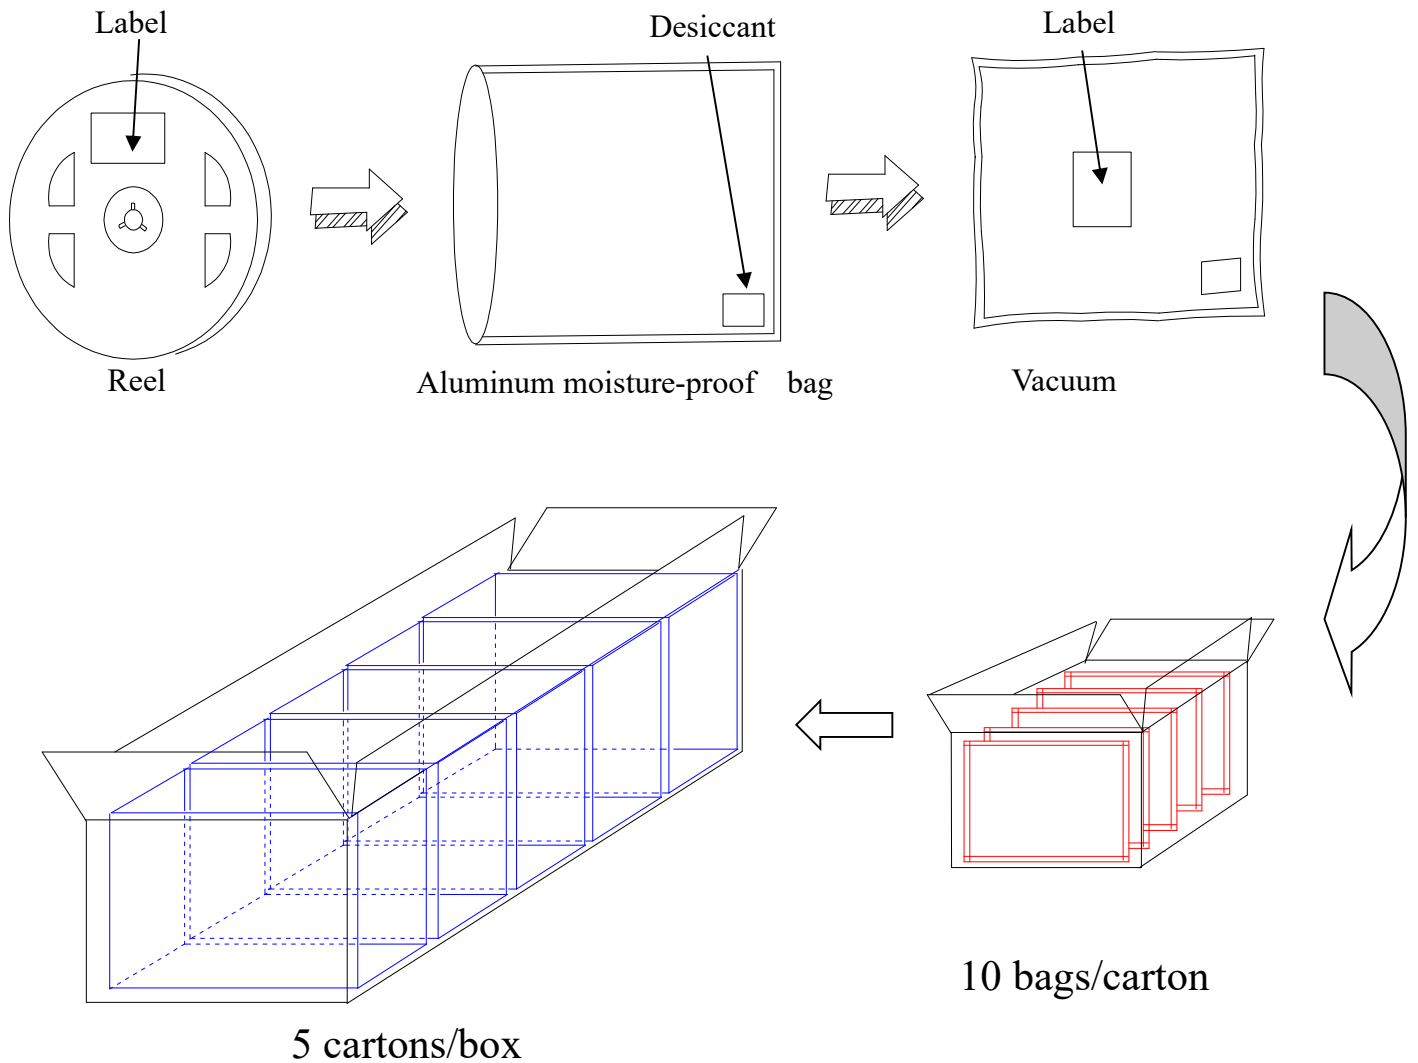 Label
Desiccant
Label
Reel
Aluminum moisture-proof bag
Vacuum
10 bags/carton
5 cartons/box